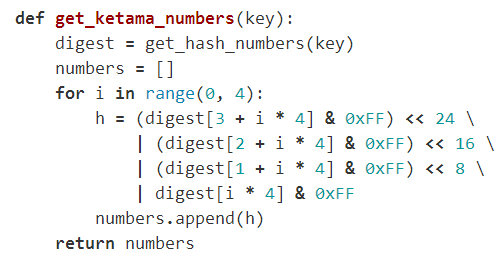 def get_ketama_numbers(key):
    digest = get_hash_numbers(key)
    numbers = []
    for i in range(0, 4):
        h = (digest[3 + i * 4] & 0xFF) << 24 \
            | (digest[2 + i * 4] & 0xFF) << 16 \
            | (digest[1 + i * 4] & 0xFF) << 8 \
            | digest[i * 4] & 0xFF
        numbers.append(h)
    return numbers